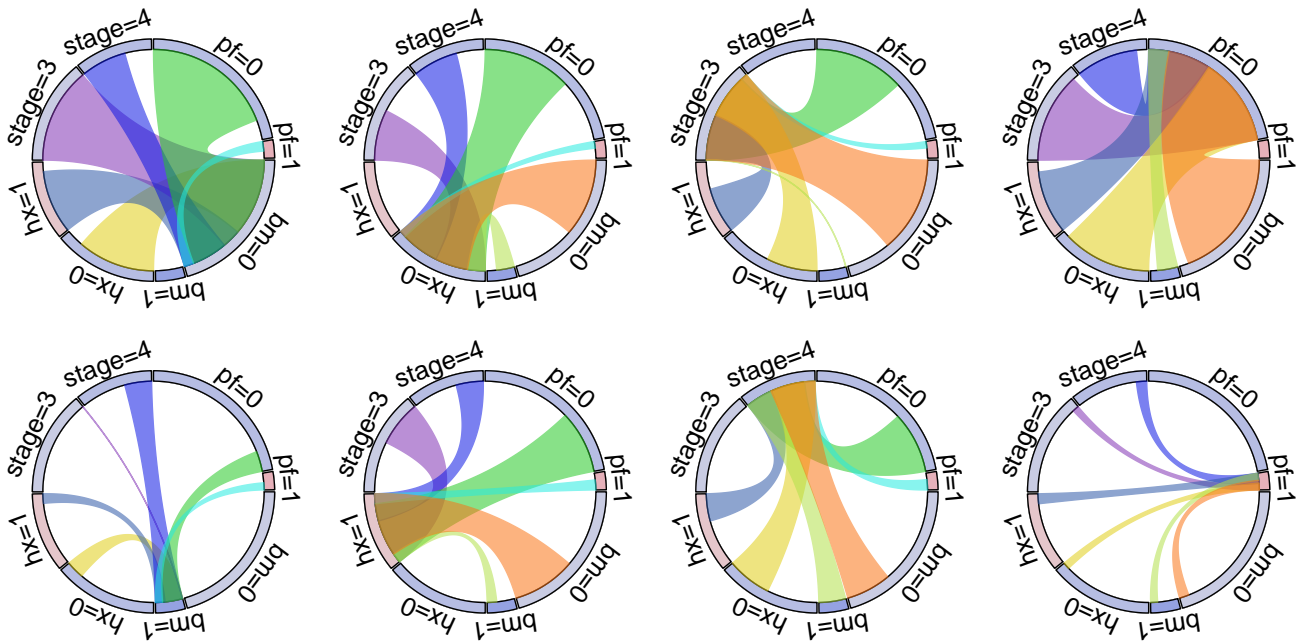 stage=4
pf=0
stage=3
pf=1
hx=1
bm=0
hx=0
bm=1
stage=4
pf=0
stage=3
pf=1
hx=1
bm=0
hx=0
bm=1
stage=4
pf=0
stage=3
pf=1
hx=1
bm=0
hx=0
bm=1
stage=4
pf=0
stage=3
pf=1
hx=1
bm=0
hx=0
bm=1
stage=4
pf=0
stage=3
pf=1
hx=1
bm=0
hx=0
bm=1
stage=4
pf=0
stage=3
pf=1
hx=1
bm=0
hx=0
bm=1
stage=4
pf=0
stage=3
pf=1
hx=1
bm=0
hx=0
bm=1
stage=4
pf=0
stage=3
pf=1
hx=1
bm=0
hx=0
bm=1